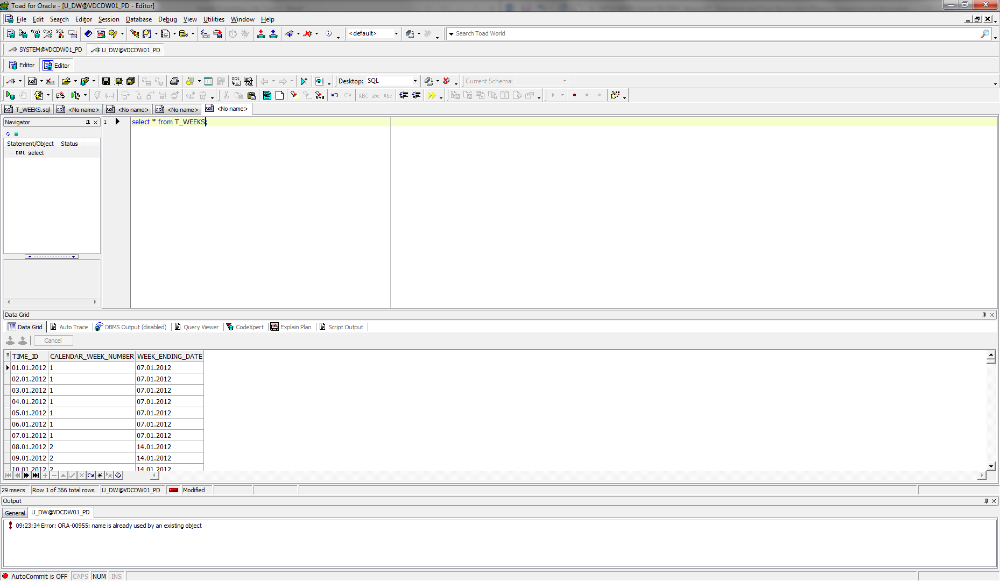 Toad for Oracle - [U_DW@VDCDW01_PD - Editor]
File Edit Search Editor Session Database Debug View Utilities Window Help
<default> Search Toad World
SYSTEM@VDCDW01_PD U_DW@VDCDW01_PD
Editor Editor
Desktop: SQL Current Schema:
T_WEEKS.sql <No name> <No name> <No name> <No name>
Navigator
1 select * from T_WEEKS;
Statement/Object Status
DML select
Data Grid
Data Grid Auto Trace DBMS Output (disabled) Query Viewer CodeXpert Explain Plan Script Output
Cancel
TIME_ID CALENDAR_WEEK_NUMBER WEEK_ENDING_DATE
01.01.2012 1 07.01.2012
02.01.2012 1 07.01.2012
03.01.2012 1 07.01.2012
04.01.2012 1 07.01.2012
05.01.2012 1 07.01.2012
06.01.2012 1 07.01.2012
07.01.2012 1 07.01.2012
08.01.2012 2 14.01.2012
09.01.2012 2 14.01.2012
10.01.2012 2 14.01.2012
29 msecs Row 1 of 366 total rows U_DW@VDCDW01_PD Modified
Output
General U_DW@VDCDW01_PD
09:23:34 Error: ORA-00955: name is already used by an existing object
AutoCommit is OFF CAPS NUM INS